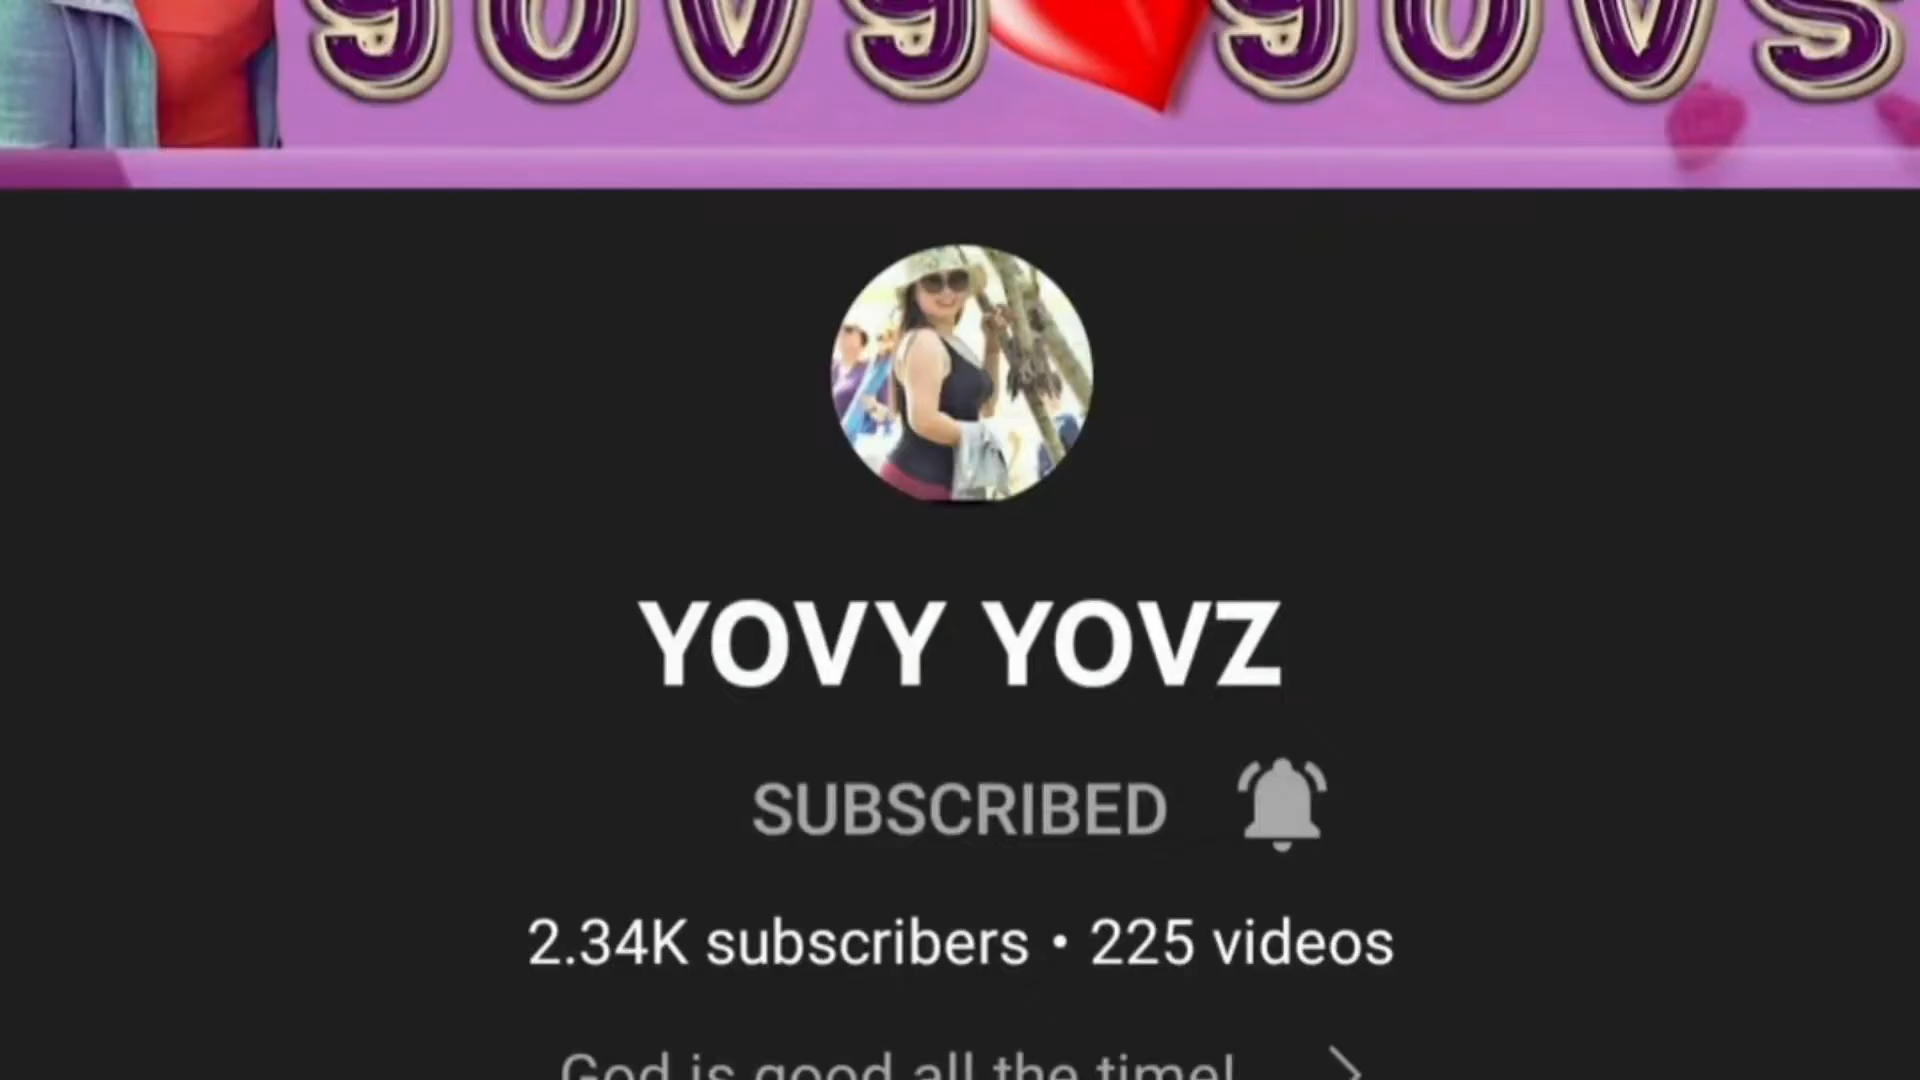 yovy yovs
YOVY YOVZ
SUBSCRIBED
2.34K subscribers • 225 videos
God is good all the time!